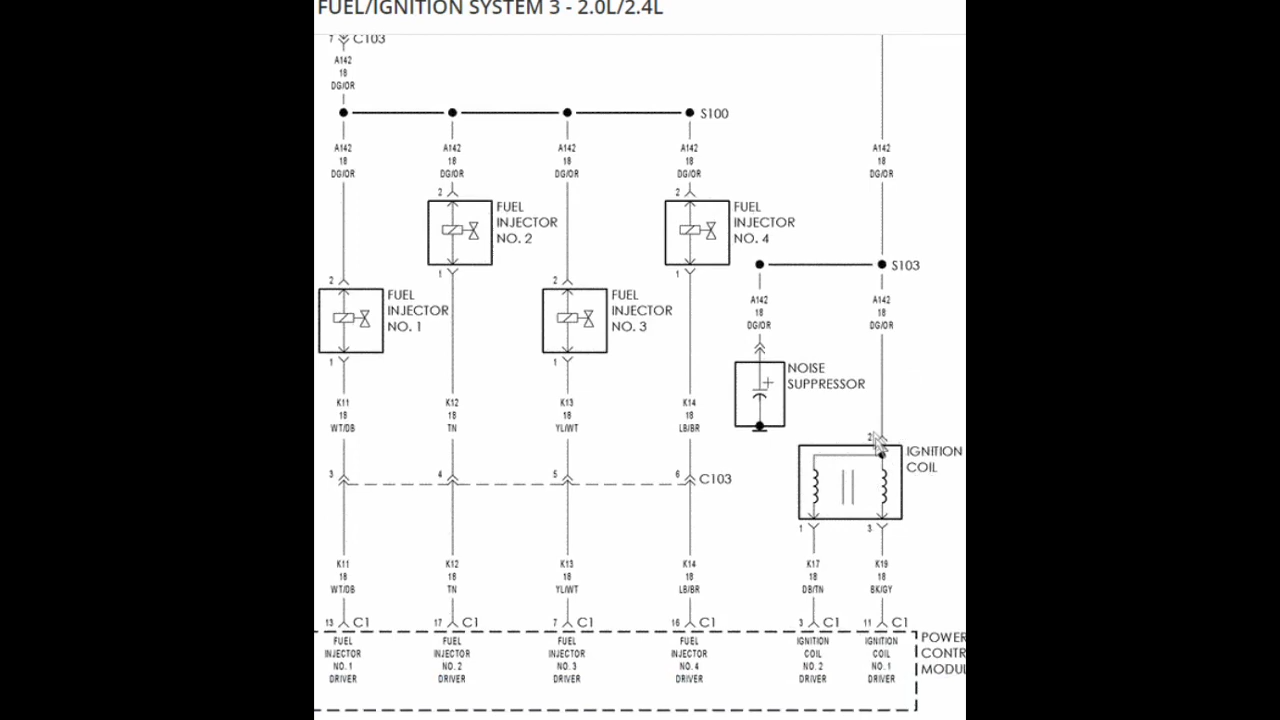 FUEL/IGNITION SYSTEM 3 - 2.0L/2.4L
7 C103
A142
18
DG/OR
S100
A142
18
DG/OR
A142
18
DG/OR
A142
18
DG/OR
A142
18
DG/OR
A142
18
DG/OR
2
2
FUEL
INJECTOR
NO. 2
FUEL
INJECTOR
NO. 4
1
1
S103
2
2
FUEL
INJECTOR
NO. 1
FUEL
INJECTOR
NO. 3
A142
18
DG/OR
A142
18
DG/OR
1
1
NOISE
SUPPRESSOR
+
K11
18
WT/DB
K12
18
TN
K13
18
YL/WT
K14
18
LB/BR
2
IGNITION
COIL
3
4
5
6
C103
1
3
K11
18
WT/DB
K12
18
TN
K13
18
YL/WT
K14
18
LB/BR
K17
18
DB/TN
K19
18
BK/GY
13 C1
17 C1
7 C1
16 C1
3 C1
11 C1
FUEL
INJECTOR
NO. 1
DRIVER
FUEL
INJECTOR
NO. 2
DRIVER
FUEL
INJECTOR
NO. 3
DRIVER
FUEL
INJECTOR
NO. 4
DRIVER
IGNITION
COIL
NO. 2
DRIVER
IGNITION
COIL
NO. 1
DRIVER
POWER
CONTR
MODUL